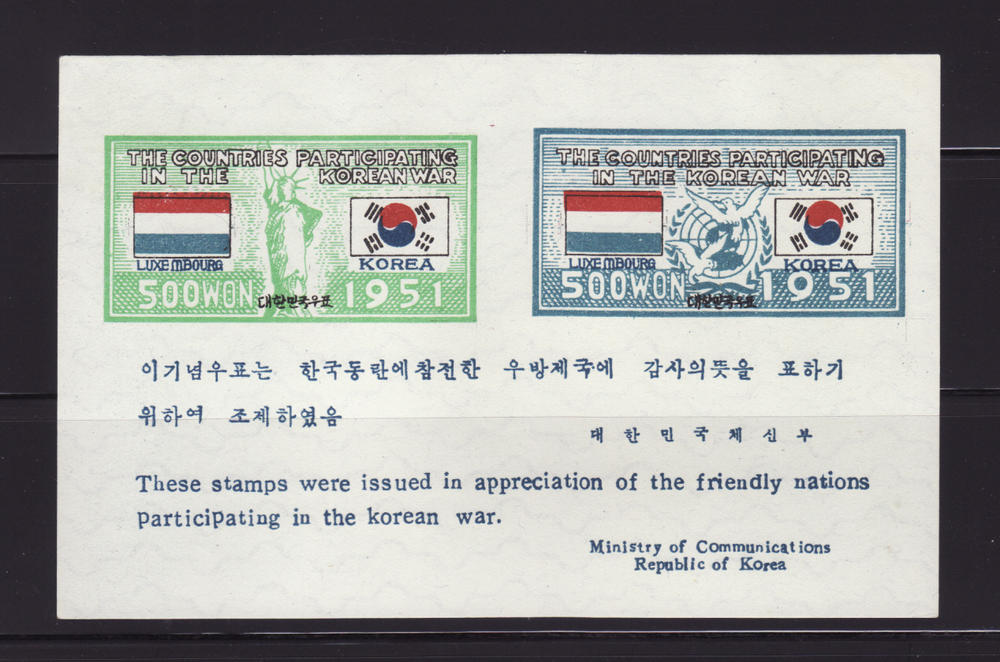 THE COUNTRIES PARTICIPATING
IN THE KOREAN WAR
LUXEMBOURG
KOREA
500WON
대한민국우표
1951
THE COUNTRIES PARTICIPATING
IN THE KOREAN WAR
LUXEMBOURG
KOREA
500WON
대한민국우표
1951
이기념우표는 한국동란에참전한 우방제국에 감사의뜻을 표하기
위하여 조제하였음
대한민국체신부
These stamps were issued in appreciation of the friendly nations
participating in the korean war.
Ministry of Communications
Republic of Korea